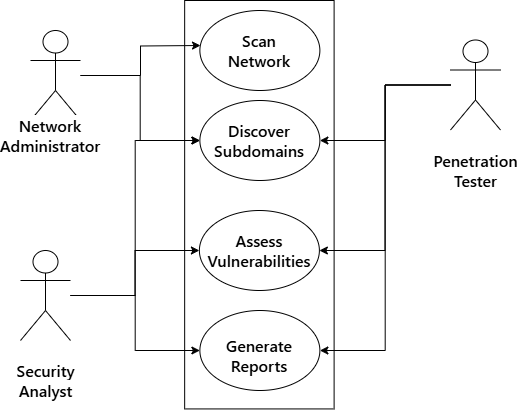 Scan
Network
Network
Administrator
Discover
Subdomains
Penetration
Tester
Assess
Vulnerabilities
Security
Analyst
Generate
Reports